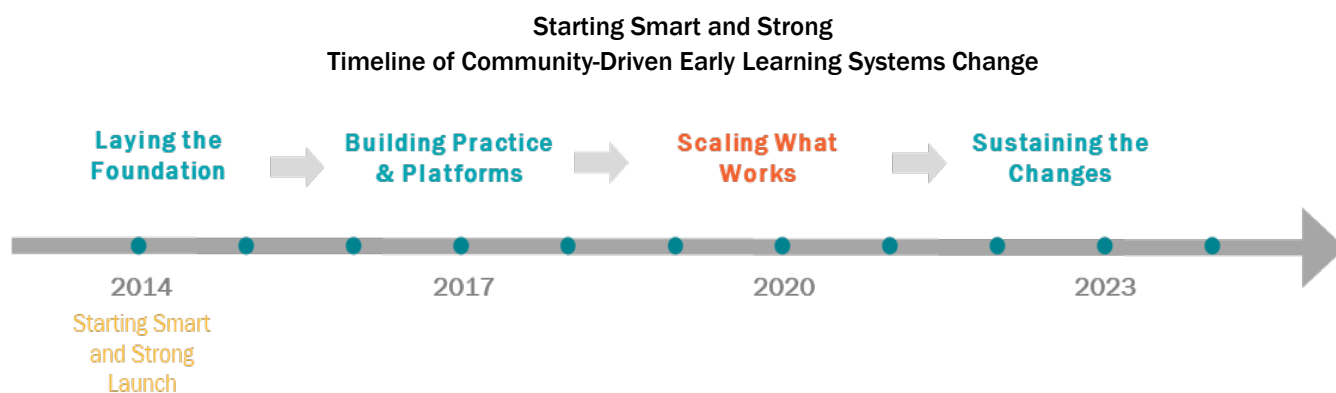 Starting Smart and Strong
Timeline of Community-Driven Early Learning Systems Change
Laying the
Foundation
Building Practice
& Platforms
Scaling What
Works
Sustaining the
Changes
2014
2017
2020
2023
Starting Smart
and Strong
Launch